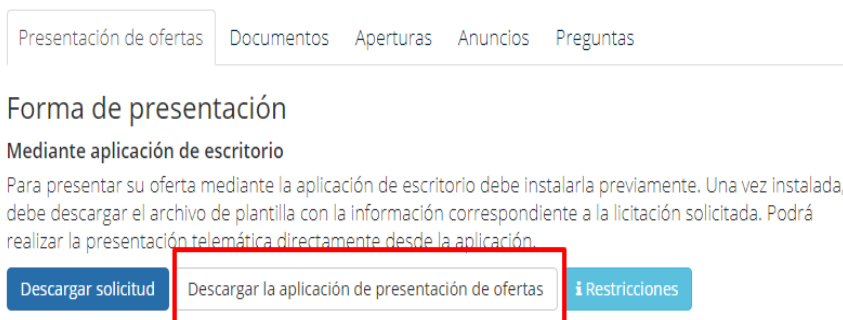 Presentación de ofertas Documentos Aperturas Anuncios Preguntas
Forma de presentación
Mediante aplicación de escritorio
Para presentar su oferta mediante la aplicación de escritorio debe instalarla previamente. Una vez instalada,
debe descargar el archivo de plantilla con la información correspondiente a la licitación solicitada. Podrá
realizar la presentación telemática directamente desde la aplicación.
Descargar solicitud Descargar la aplicación de presentación de ofertas i Restricciones